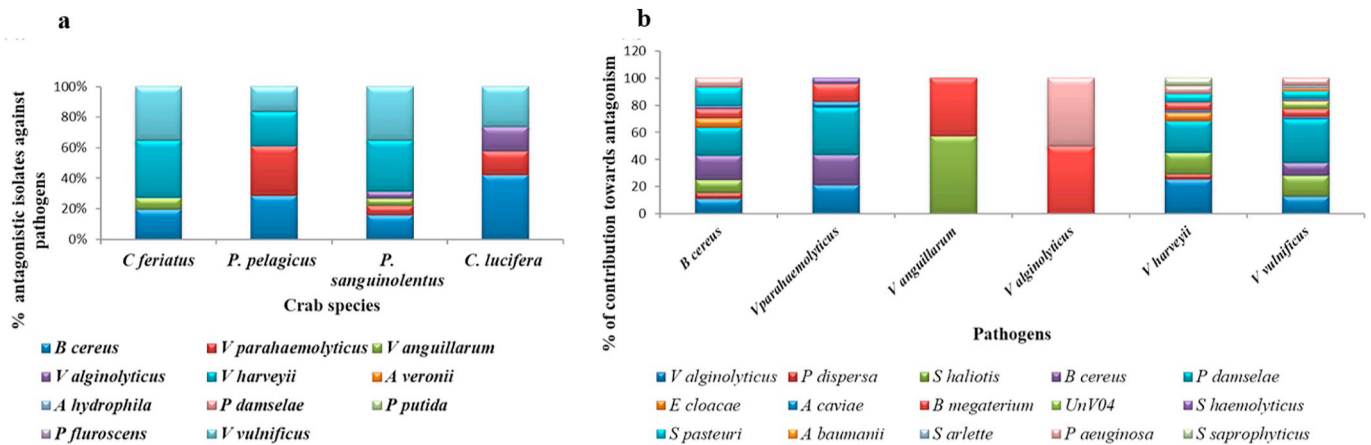 a
% antagonistic isolates against
pathogens
100%
80%
60%
40%
20%
0%
C feriatus
P. pelagicus
P.
sanguinolentus
C. lucifera
Crab species
B cereus
V parahaemolyticus
V anguillarum
V alginolyticus
V harveyii
A veronii
A hydrophila
P damselae
P putida
P fluroscens
V vulnificus
b
% of contribution towards antagonism
120
100
80
60
40
20
0
B cereus
Vparahaemolyticus
V anguillarum
V alginolyticus
V harveyii
V vulnificus
Pathogens
V alginolyticus
P dispersa
S haliotis
B cereus
P damselae
E cloacae
A caviae
B megaterium
UnV04
S haemolyticus
S pasteuri
A baumanii
S arlette
P aeuginosa
S saprophyticus